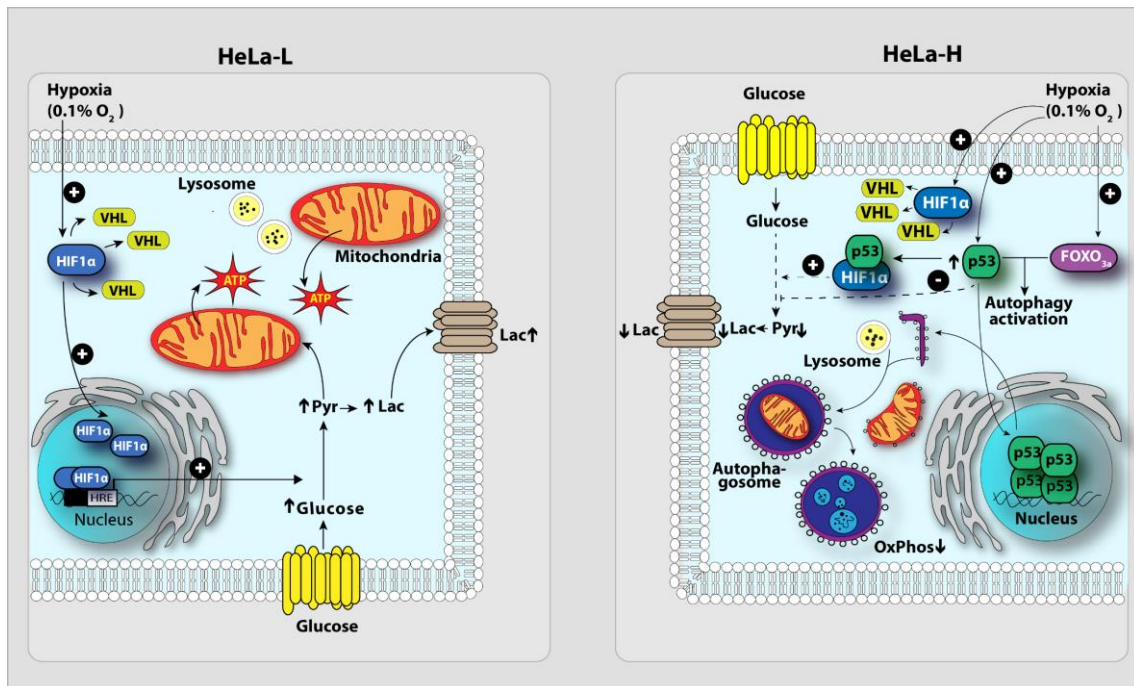 HeLa-L
Hypoxia
(0.1% O2 )
+
Lysosome
VHL
VHL
HIF1α
VHL
Mitochondria
ATP
ATP
+
Lac↑
↑Pyr → ↑Lac
HIF1α
HIF1α
+
HIF1α
HRE
Nucleus
↑Glucose
Glucose
HeLa-H
Glucose
Hypoxia
(0.1% O2 )
+
+
+
VHL
VHL
VHL
HIF1α
Glucose
p53
HIF1α
+
↑ p53
-
FOXO3a
Autophagy
activation
↓Lac
↓Lac ← Pyr↓
Lysosome
Autopha-
gosome
p53
p53
p53
p53
Nucleus
OxPhos↓